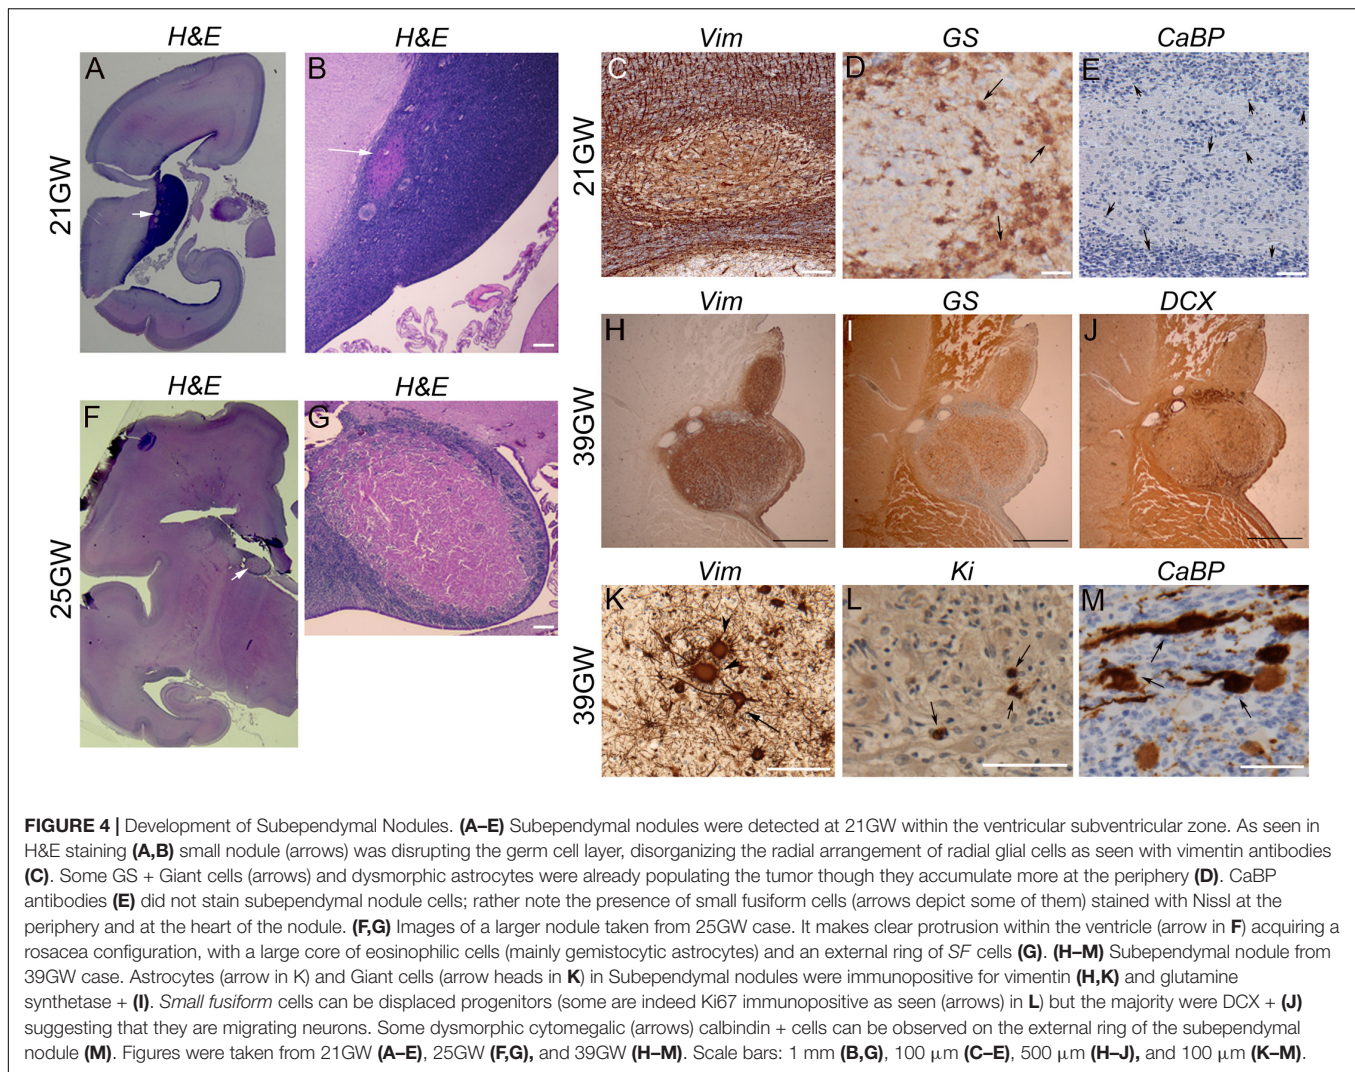 H&E
H&E
Vim
GS
CaBP
21GW
A
B
21GW
C
D
E
Vim
GS
DCX
39GW
H
I
J
H&E
H&E
25GW
F
G
Vim
Ki
CaBP
39GW
K
L
M
FIGURE 4 | Development of Subependymal Nodules. (A–E) Subependymal nodules were detected at 21GW within the ventricular subventricular zone. As seen in
H&E staining (A,B) small nodule (arrows) was disrupting the germ cell layer, disorganizing the radial arrangement of radial glial cells as seen with vimentin antibodies
(C). Some GS + Giant cells (arrows) and dysmorphic astrocytes were already populating the tumor though they accumulate more at the periphery (D). CaBP
antibodies (E) did not stain subependymal nodule cells; rather note the presence of small fusiform cells (arrows depict some of them) stained with Nissl at the
periphery and at the heart of the nodule. (F,G) Images of a larger nodule taken from 25GW case. It makes clear protrusion within the ventricle (arrow in F) acquiring a
rosacea configuration, with a large core of eosinophilic cells (mainly gemistocytic astrocytes) and an external ring of SF cells (G). (H–M) Subependymal nodule from
39GW case. Astrocytes (arrow in K) and Giant cells (arrow heads in K) in Subependymal nodules were immunopositive for vimentin (H,K) and glutamine
synthetase + (I). Small fusiform cells can be displaced progenitors (some are indeed Ki67 immunopositive as seen (arrows) in L) but the majority were DCX + (J)
suggesting that they are migrating neurons. Some dysmorphic cytomegalic (arrows) calbindin + cells can be observed on the external ring of the subependymal
nodule (M). Figures were taken from 21GW (A–E), 25GW (F,G), and 39GW (H–M). Scale bars: 1 mm (B,G), 100 μm (C–E), 500 μm (H–J), and 100 μm (K–M).